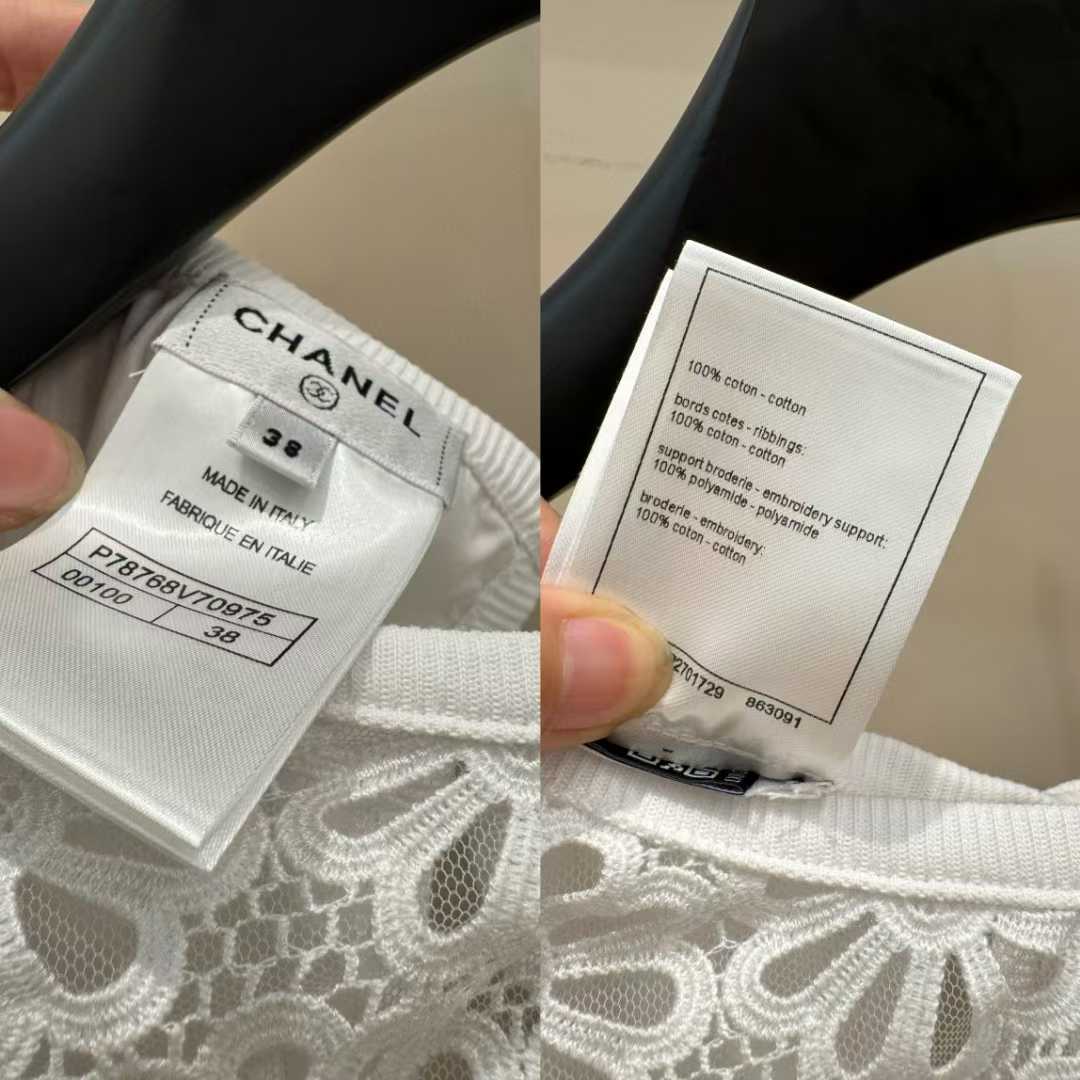 CHANEL
38
MADE IN ITALY
FABRIQUE EN ITALIE
P78768V70975
00100
38
100% coton - cotton
bords cotes - ribbings:
100% coton - cotton
support broderie - embroidery support:
100% polyamide - polyamide
broderie - embroidery:
100% coton - cotton
863091